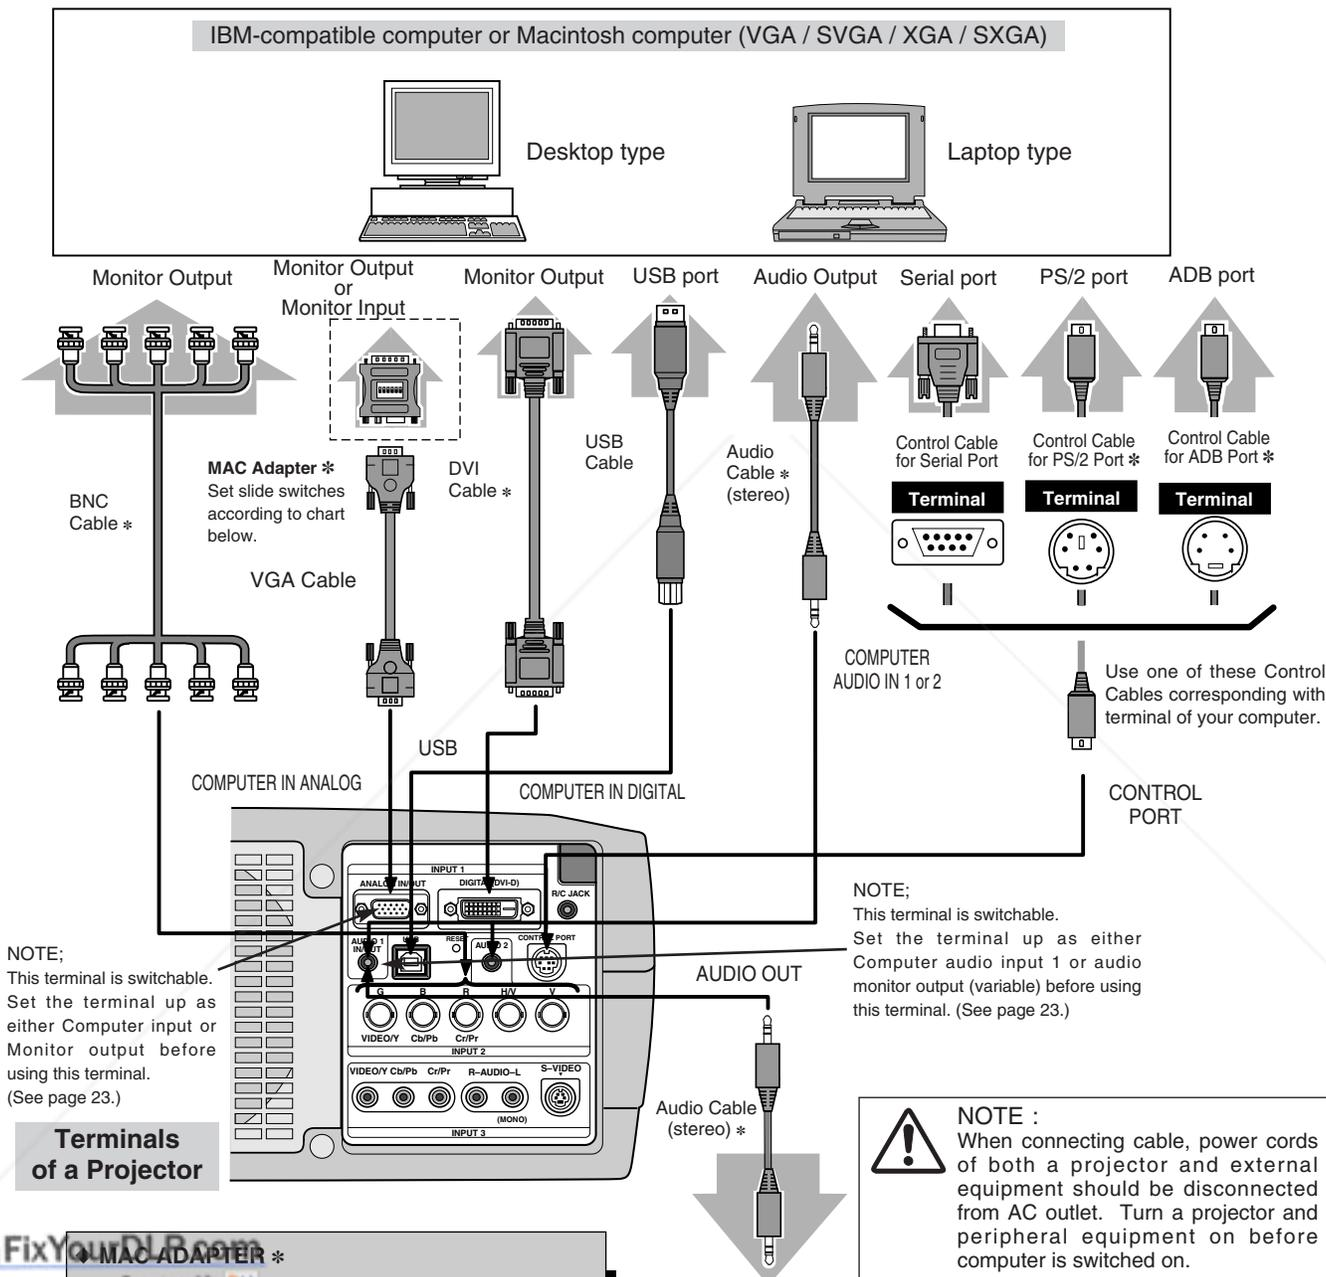 IBM-compatible computer or Macintosh computer (VGA / SVGA / XGA / SXGA)
Desktop type
Laptop type
Monitor Output
Monitor Output
or
Monitor Input
Monitor Output
USB port
Audio Output
Serial port
PS/2 port
ADB port
BNC
Cable *
MAC Adapter *
Set slide switches
according to chart
below.
VGA Cable
DVI
Cable *
USB
Cable
Audio
Cable *
(stereo)
Control Cable
for Serial Port
Control Cable
for PS/2 Port *
Control Cable
for ADB Port *
Terminal
Terminal
Terminal
COMPUTER
AUDIO IN 1 or 2
Use one of these Control
Cables corresponding with
terminal of your computer.
USB
COMPUTER IN ANALOG
COMPUTER IN DIGITAL
CONTROL
PORT
INPUT 1
ANALOG IN/OUT
DIGITAL (DVI-D)
R/C JACK
AUDIO 1
IN/OUT
USB
RESET
AUDIO 2
CONTROL PORT
G
B
R
H/V
V
VIDEO/Y
Cb/Pb
Cr/Pr
INPUT 2
VIDEO/Y
Cb/Pb
Cr/Pr
R–AUDIO–L
S–VIDEO
(MONO)
INPUT 3
NOTE;
This terminal is switchable.
Set the terminal up as
either Computer input or
Monitor output before
using this terminal.
(See page 23.)
NOTE;
This terminal is switchable.
Set the terminal up as either
Computer audio input 1 or audio
monitor output (variable) before using
this terminal. (See page 23.)
AUDIO OUT
Terminals
of a Projector
Audio Cable
(stereo) *
NOTE :
When connecting cable, power cords
of both a projector and external
equipment should be disconnected
from AC outlet. Turn a projector and
peripheral equipment on before
computer is switched on.
FixYourDLP.com
◆ MAC ADAPTER *